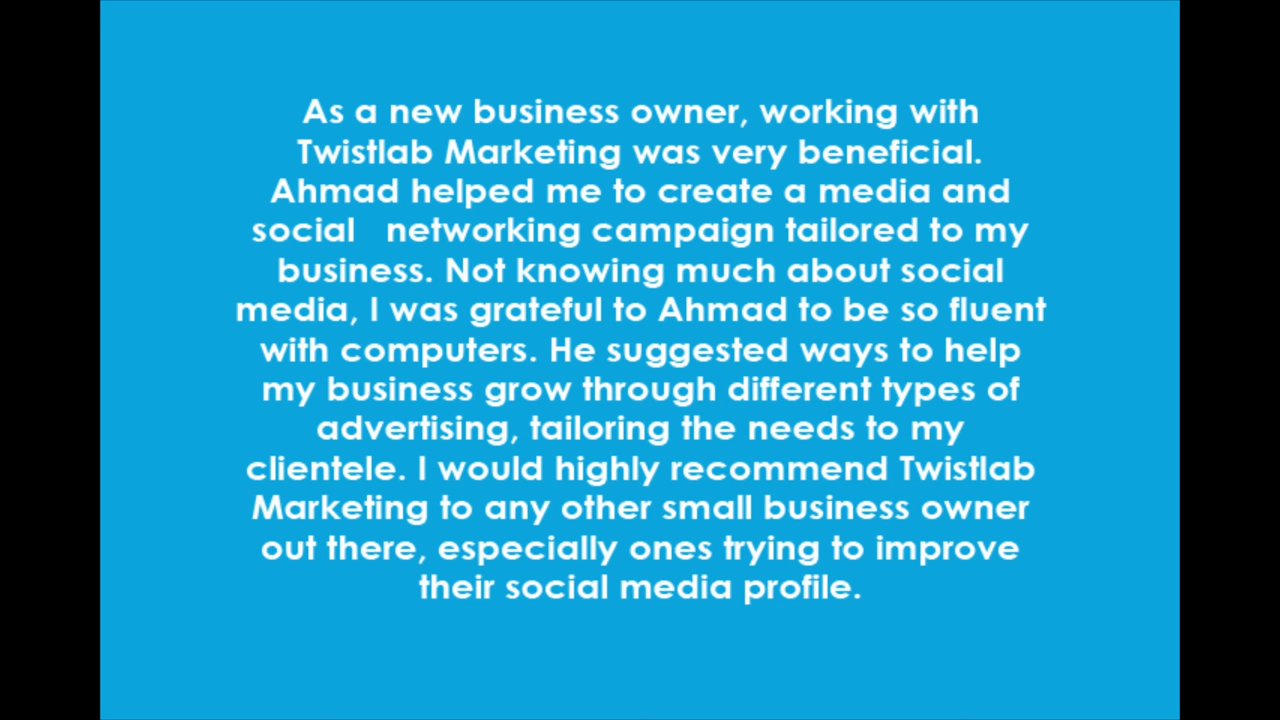 As a new business owner, working with
Twistlab Marketing was very beneficial.
Ahmad helped me to create a media and
social   networking campaign tailored to my
business. Not knowing much about social
media, I was grateful to Ahmad to be so fluent
with computers. He suggested ways to help
my business grow through different types of
advertising, tailoring the needs to my
clientele. I would highly recommend Twistlab
Marketing to any other small business owner
out there, especially ones trying to improve
their social media profile.